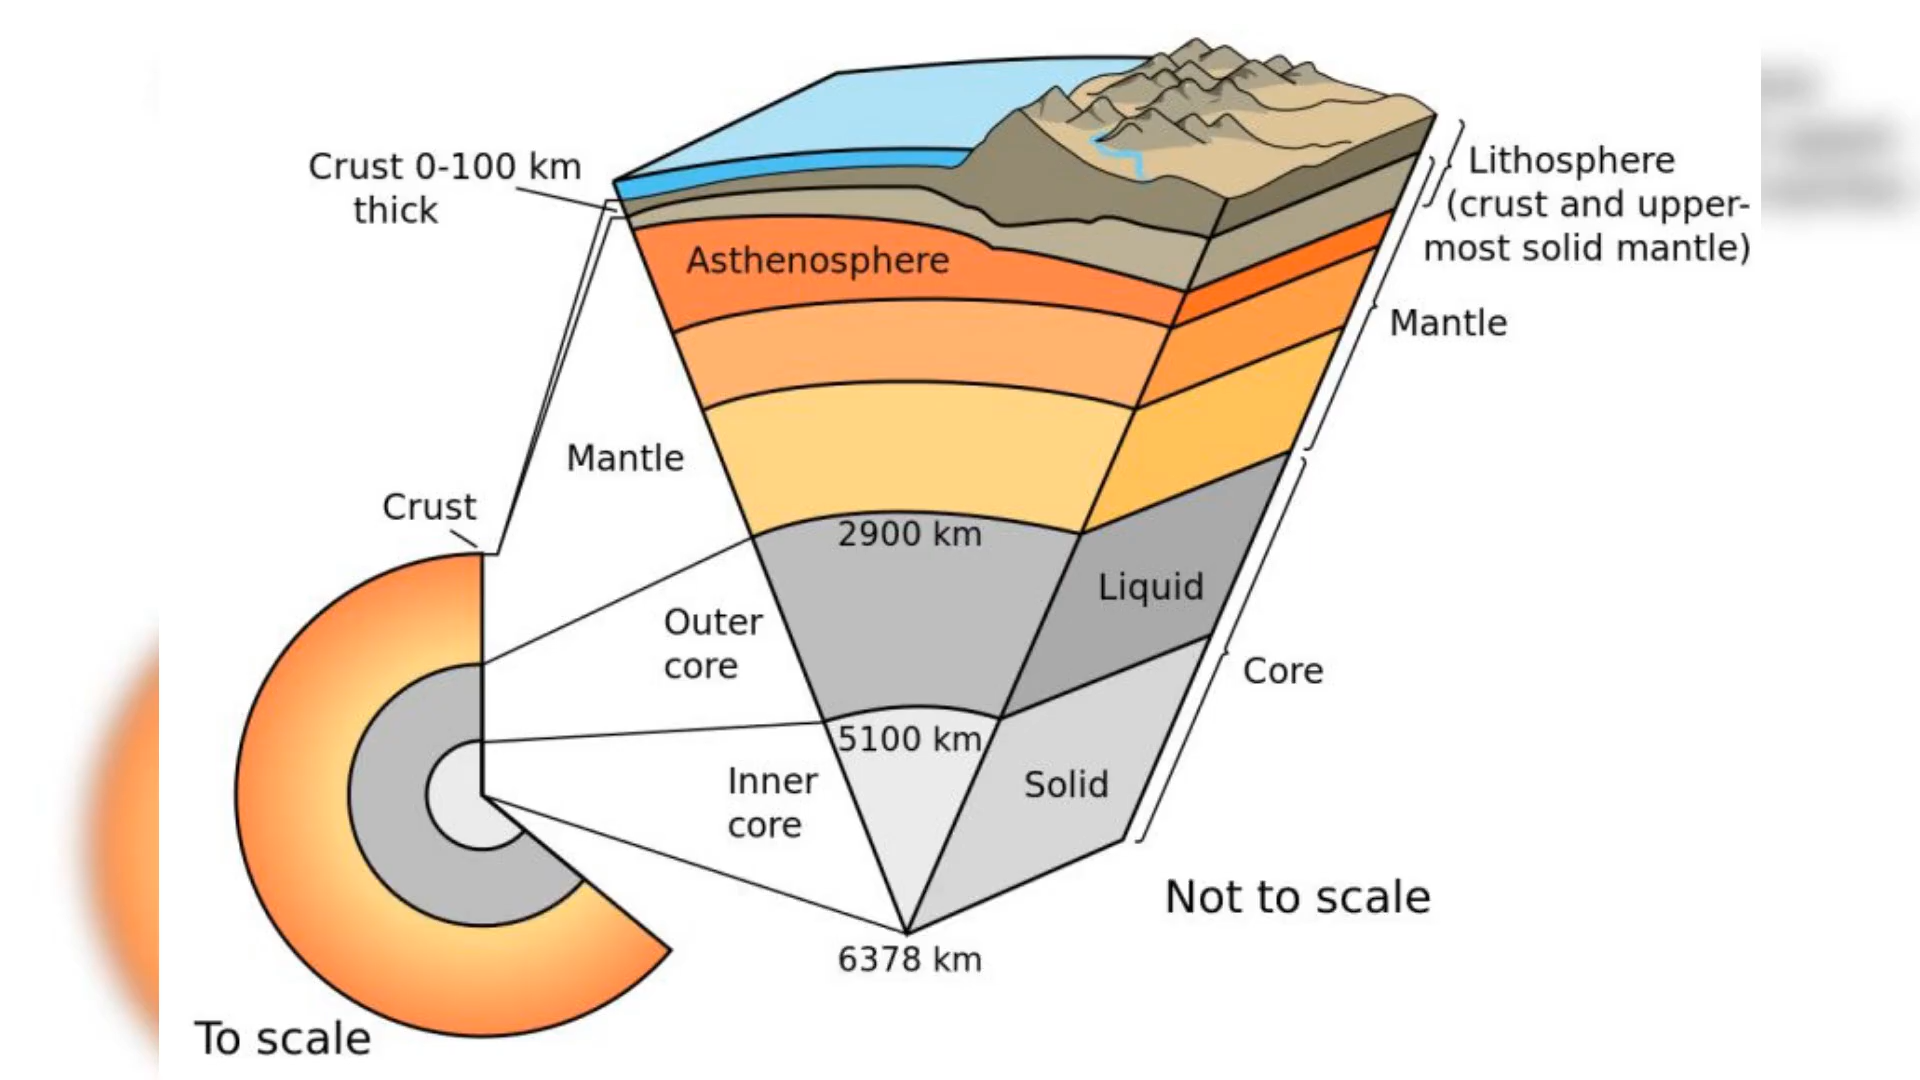 Crust 0-100 km
thick
Asthenosphere
Lithosphere
(crust and upper-
most solid mantle)
Mantle
Mantle
Crust
2900 km
Liquid
Outer
core
Core
5100 km
Inner
core
Solid
Not to scale
6378 km
To scale